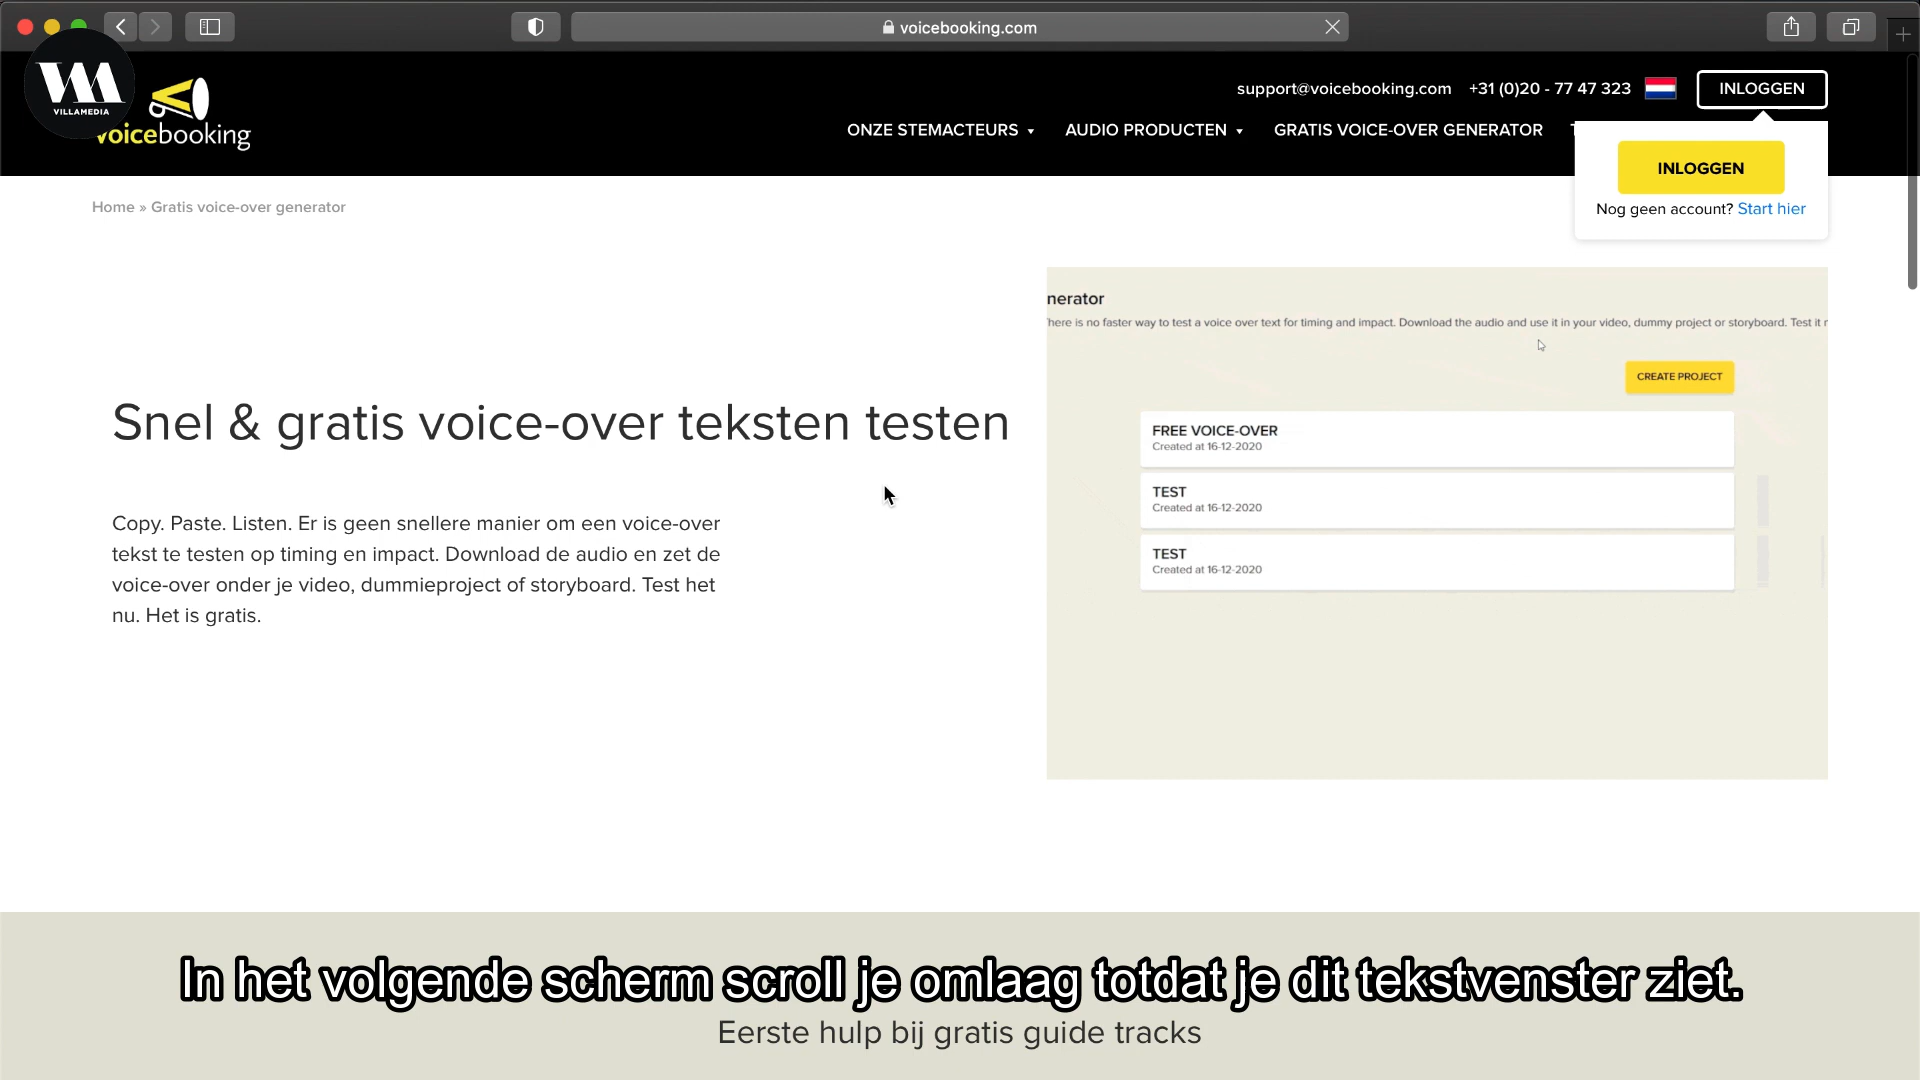 voicebooking.com
VM
VILLAMEDIA
voicebooking
support@voicebooking.com +31 (0)20 - 77 47 323
INLOGGEN
ONZE STEMACTEURS AUDIO PRODUCTEN GRATIS VOICE-OVER GENERATOR
INLOGGEN
Nog geen account? Start hier
Home » Gratis voice-over generator
Snel & gratis voice-over teksten testen
Copy. Paste. Listen. Er is geen snellere manier om een voice-over
tekst te testen op timing en impact. Download de audio en zet de
voice-over onder je video, dummieproject of storyboard. Test het
nu. Het is gratis.
nerator
here is no faster way to test a voice over text for timing and impact. Download the audio and use it in your video, dummy project or storyboard. Test it
CREATE PROJECT
FREE VOICE-OVER
Created at 16-12-2020
TEST
Created at 16-12-2020
TEST
Created at 16-12-2020
In het volgende scherm scroll je omlaag totdat je dit tekstvenster ziet.
Eerste hulp bij gratis guide tracks